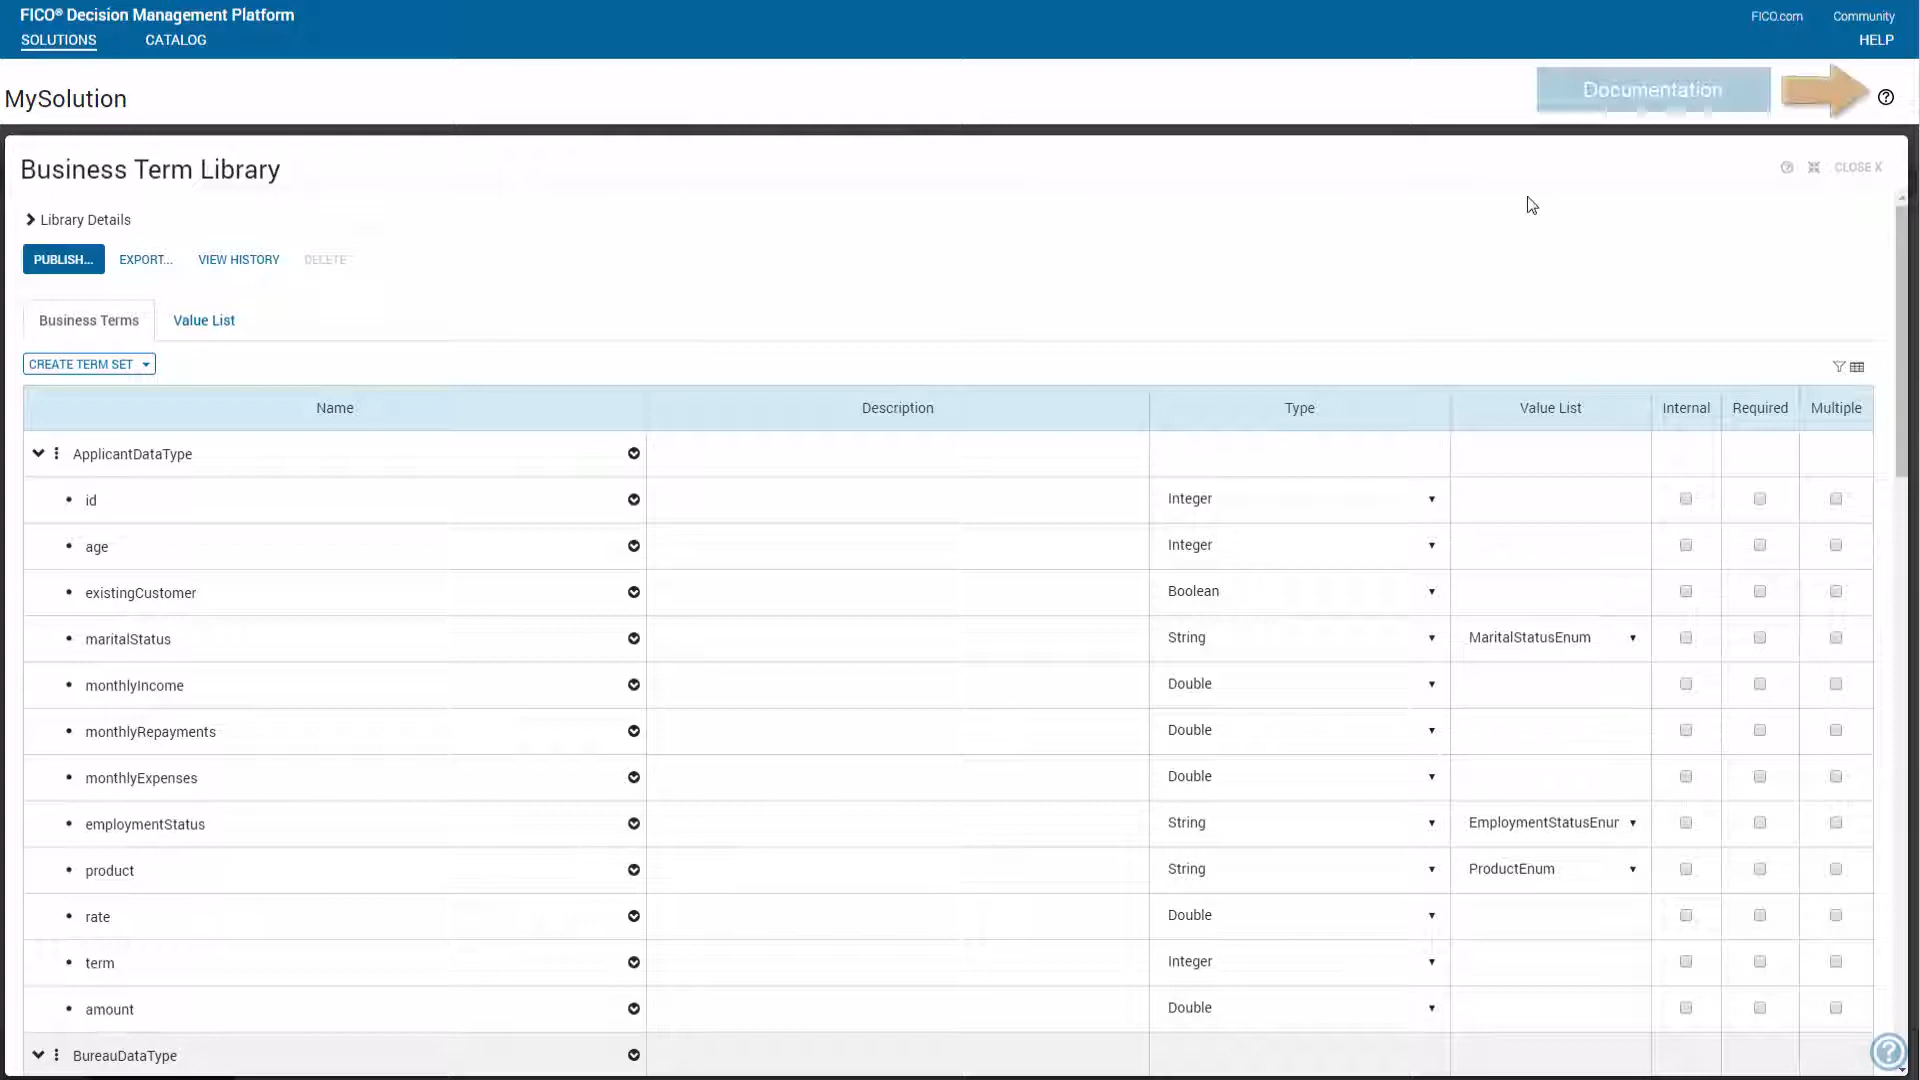 FICO® Decision Management Platform
FICO.com Community
SOLUTIONS CATALOG
HELP
MySolution
Documentation
Business Term Library
CLOSE X
Library Details
PUBLISH... EXPORT... VIEW HISTORY DELETE
Business Terms Value List
CREATE TERM SET
Name Description Type Value List Internal Required Multiple
ApplicantDataType
id Integer
age Integer
existingCustomer Boolean
maritalStatus String MaritalStatusEnum
monthlyIncome Double
monthlyRepayments Double
monthlyExpenses Double
employmentStatus String EmploymentStatusEnur
product String ProductEnum
rate Double
term Integer
amount Double
BureauDataType